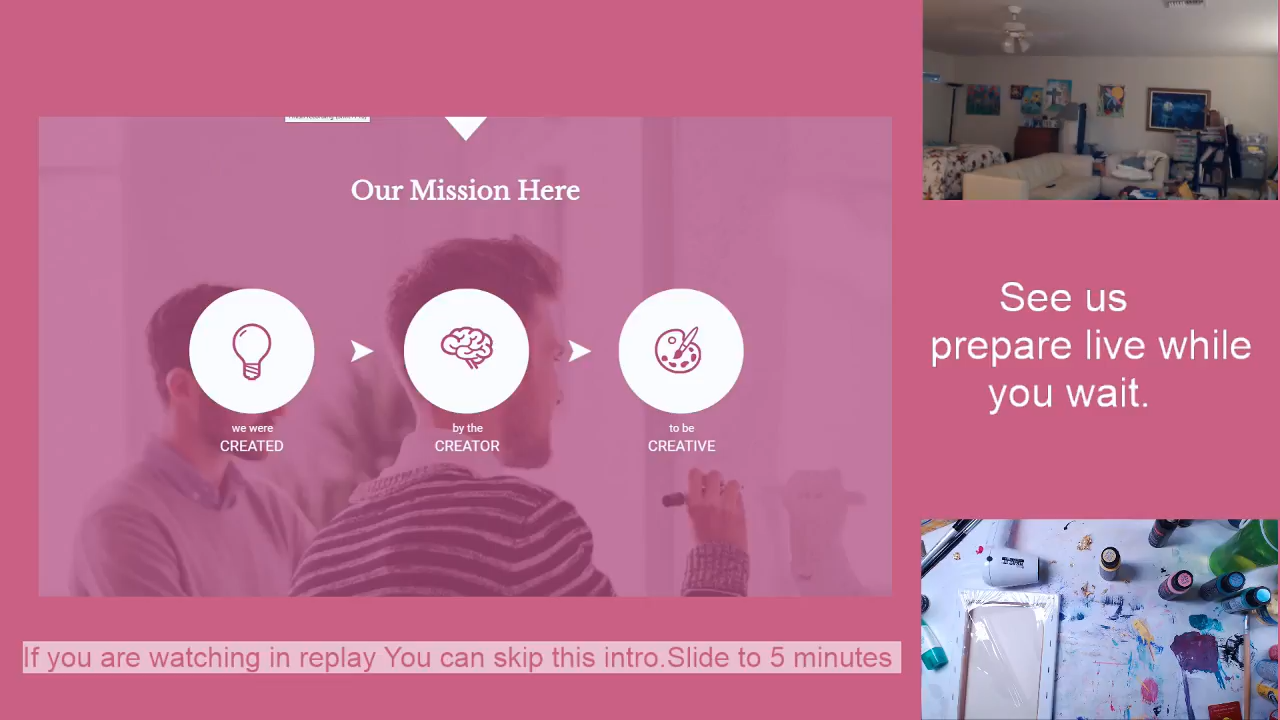 Our Mission Here
we were
CREATED
by the
CREATOR
to be
CREATIVE
See us
prepare live while
you wait.
If you are watching in replay You can skip this intro.Slide to 5 minutes